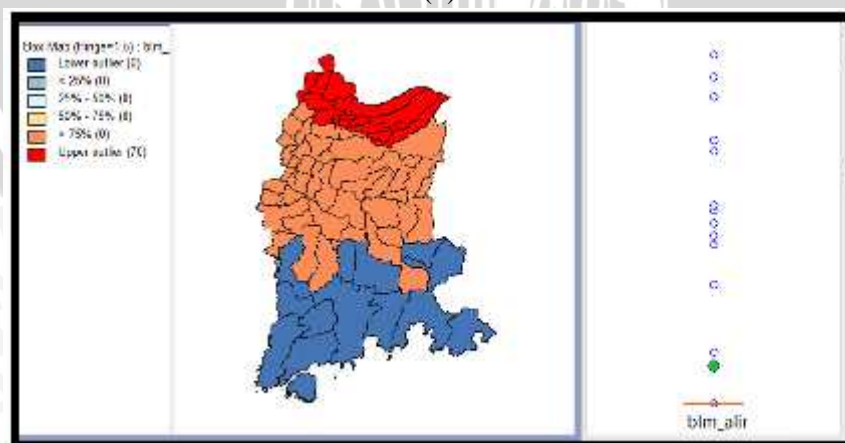 Box Map (Hinge=1.5) : blm_
Lower outlier (0)
< 25% (0)
25% - 50% (0)
50% - 75% (0)
> 75% (0)
Upper outlier (70)
blm_alir